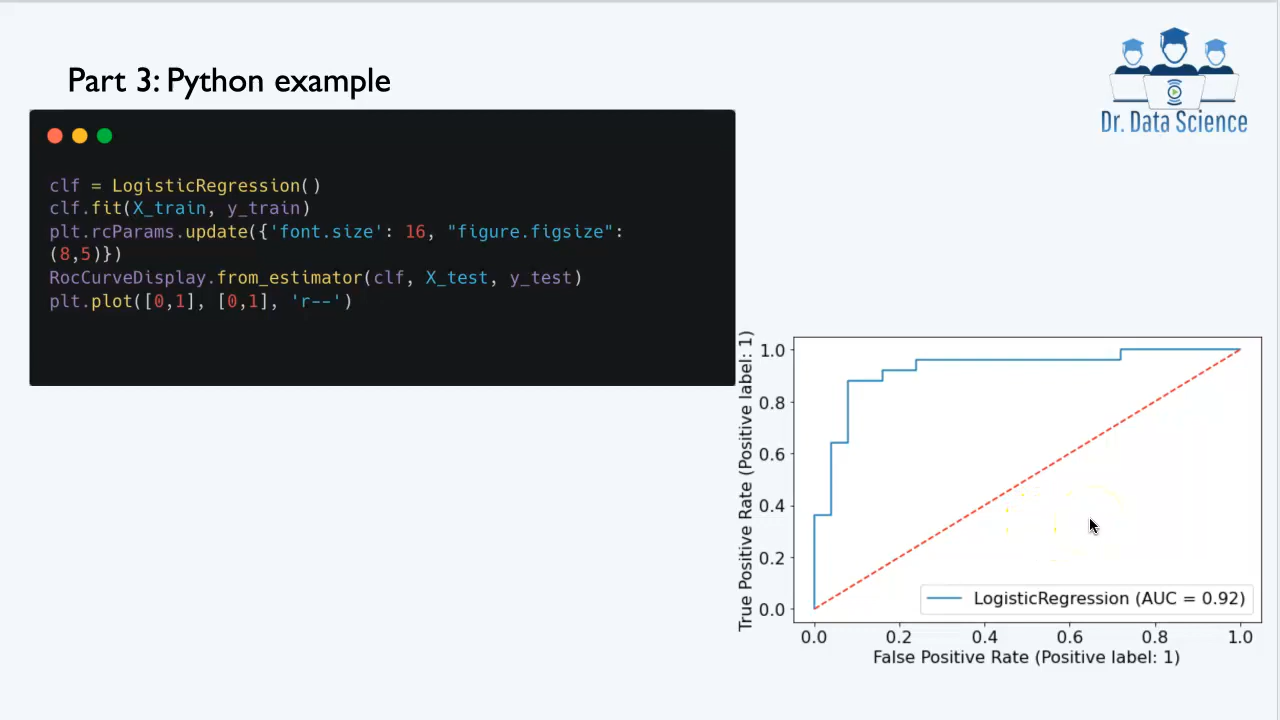 Part 3: Python example
Dr. Data Science
clf = LogisticRegression()
clf.fit(X_train, y_train)
plt.rcParams.update({'font.size': 16, "figure.figsize":
(8,5)})
RocCurveDisplay.from_estimator(clf, X_test, y_test)
plt.plot([0,1], [0,1], 'r--')
True Positive Rate (Positive label: 1)
1.0
0.8
0.6
0.4
0.2
0.0
LogisticRegression (AUC = 0.92)
0.0 0.2 0.4 0.6 0.8 1.0
False Positive Rate (Positive label: 1)